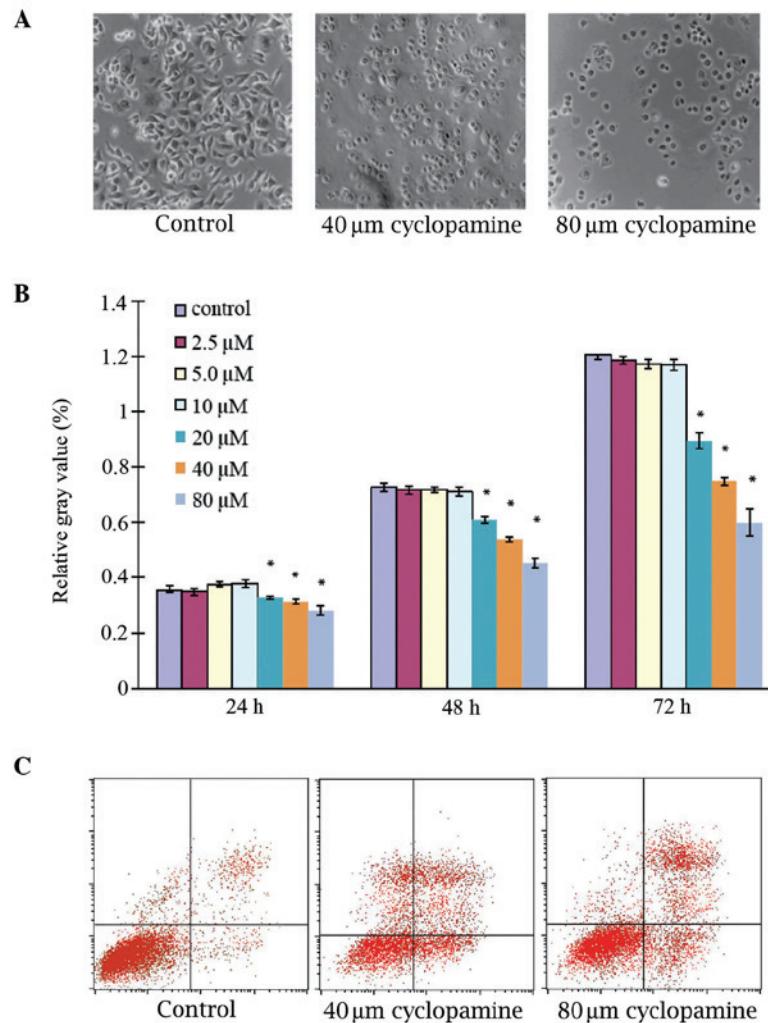 A
Control
40 µm cyclopamine
80 µm cyclopamine
B
Relative gray value (%)
1.4
1.2
1
0.8
0.6
0.4
0.2
0
control
2.5 µM
5.0 µM
10 µM
20 µM
40 µM
80 µM
* * *
* * *
* * *
24 h
48 h
72 h
C
Control
40 µm cyclopamine
80 µm cyclopamine